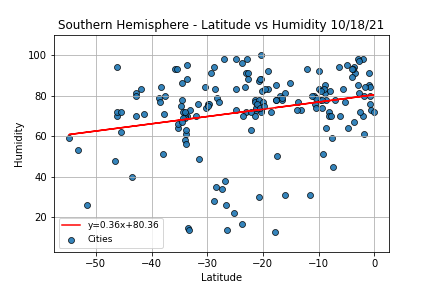 Southern Hemisphere - Latitude vs Humidity 10/18/21
100
80
60
40
20
Humidity
y=0.36x+80.36
Cities
−50 −40 −30 −20 −10 0
Latitude